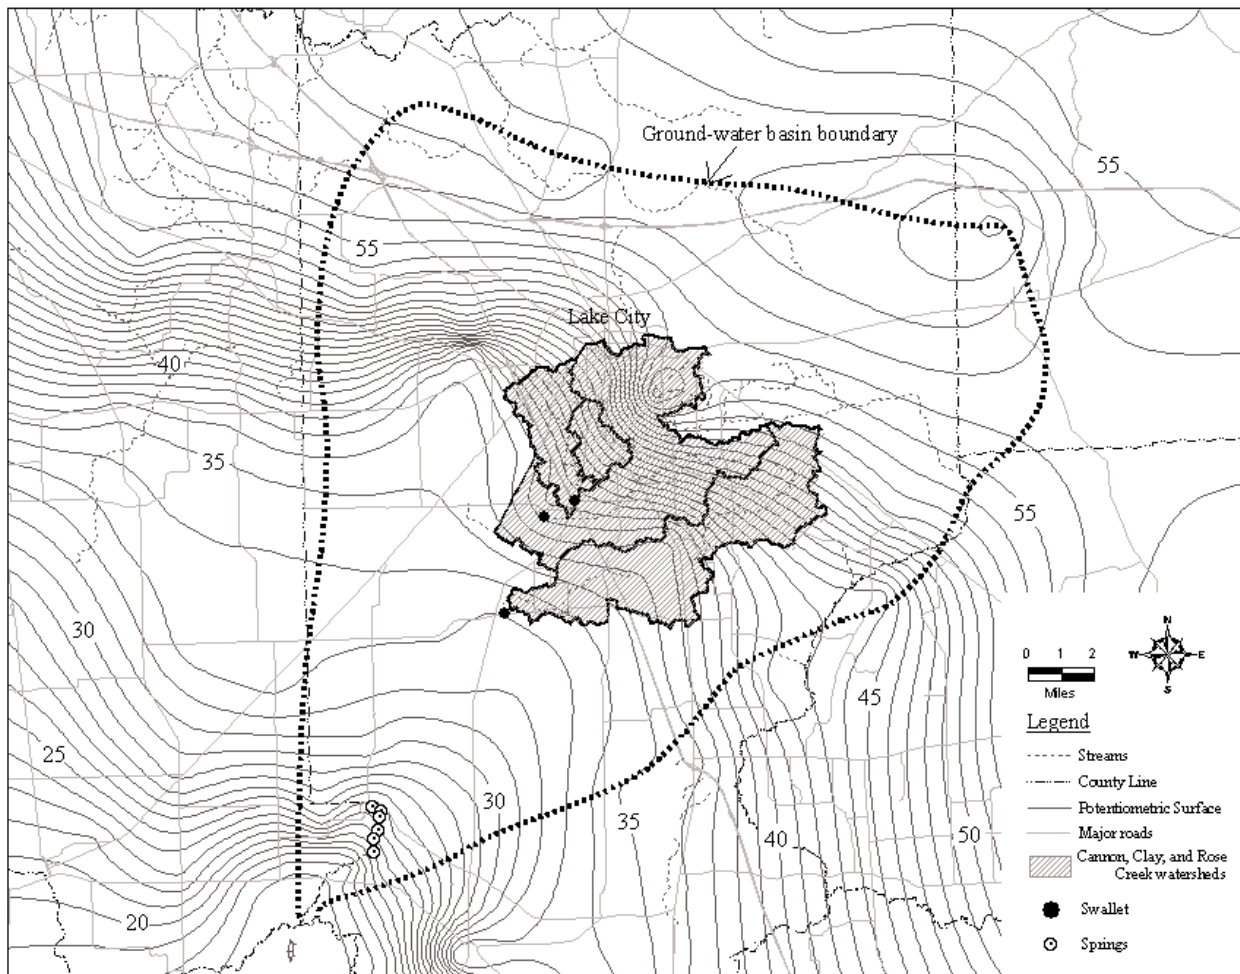 Ground-water basin boundary
55
55
Lake City
40
35
55
30
45
25
30
35
40
50
20
N
W
E
S
0 1 2
Miles
Legend
Streams
County Line
Potentiometric Surface
Major roads
Cannon, Clay, and Rose
Creek watersheds
Swallet
Springs